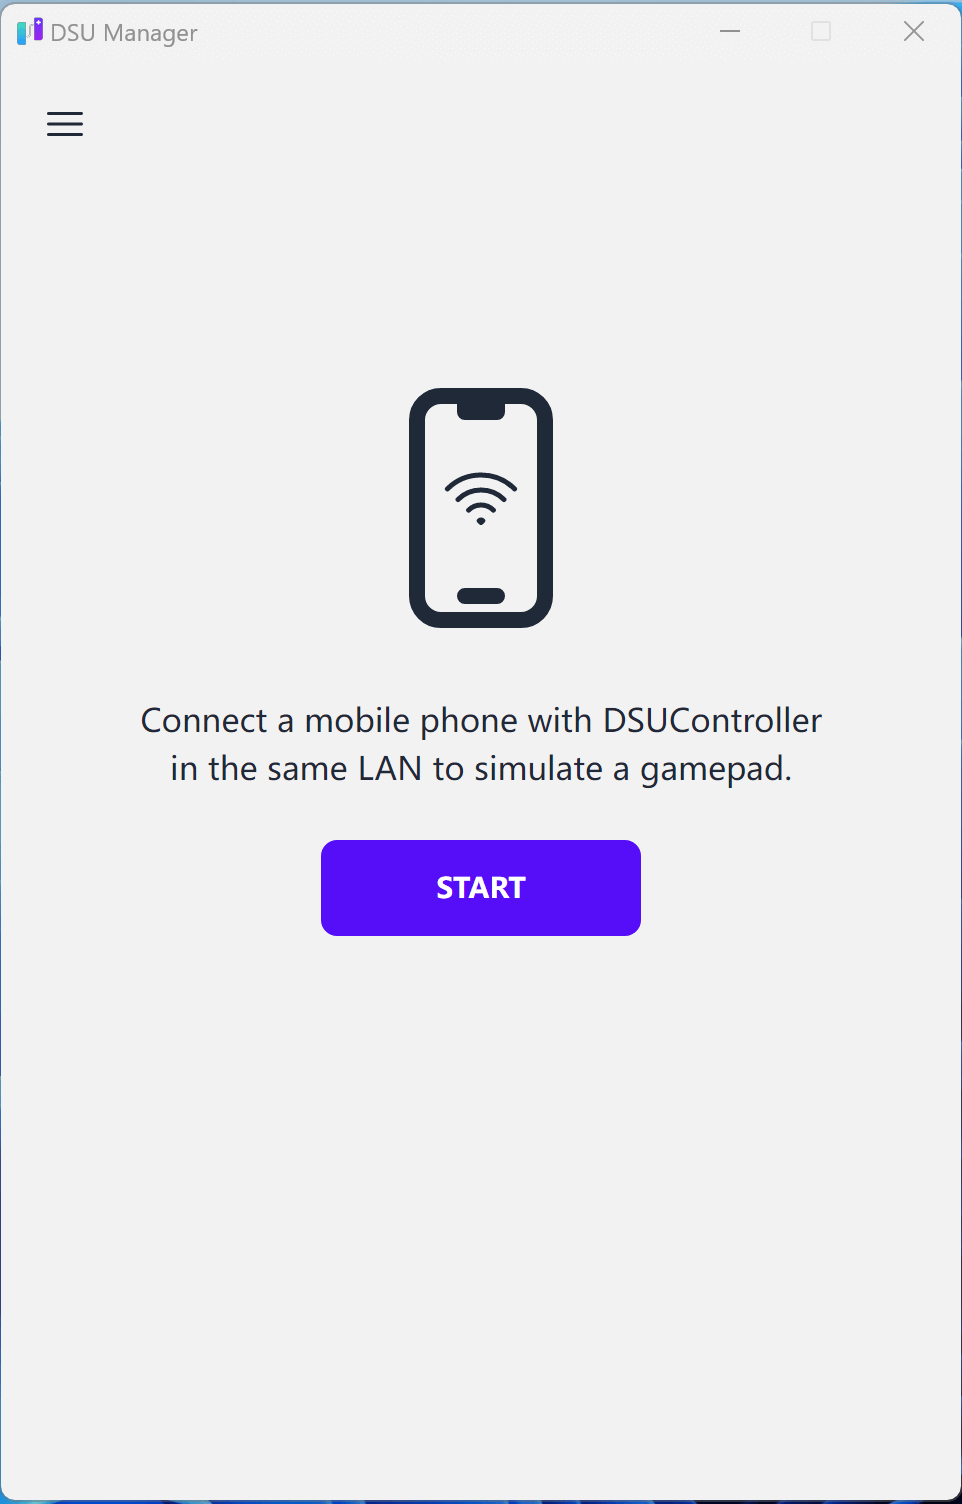 DSU Manager
Connect a mobile phone with DSUController
in the same LAN to simulate a gamepad.
START